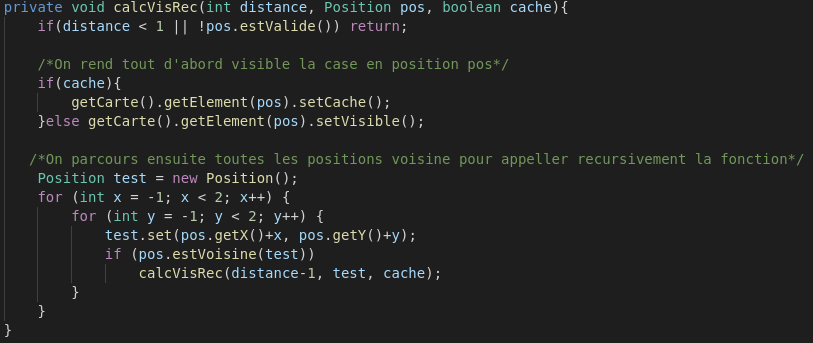 private void calcVisRec(int distance, Position pos, boolean cache){
    if(distance < 1 || !pos.estValide()) return;

    /*On rend tout d'abord visible la case en position pos*/
    if(cache){
        getCarte().getElement(pos).setCache();
    }else getCarte().getElement(pos).setVisible();

   /*On parcours ensuite toutes les positions voisine pour appeller recursivement la fonction*/
    Position test = new Position();
    for (int x = -1; x < 2; x++) {
        for (int y = -1; y < 2; y++) {
            test.set(pos.getX()+x, pos.getY()+y);
            if (pos.estVoisine(test))
                calcVisRec(distance-1, test, cache);
        }
    }
}